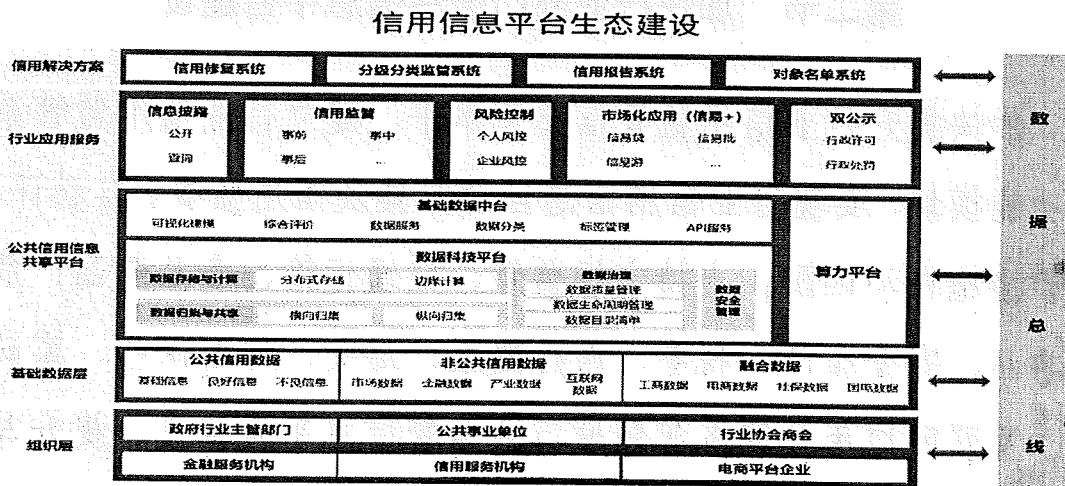 信用信息平台生态建设
信用解决方案
信用修复系统
分级分类监管系统
信用报告系统
对象名单系统
行业应用服务
信息披露
公开
查询
信用监管
事前
事中
事后
...
风险控制
个人风控
企业风控
市场化应用（信易+）
信易贷
信易批
信易游
...
双公示
行政许可
行政处罚
公共信用信息
共享平台
基础数据中台
可视化建模
综合评价
数据服务
数据分类
标签管理
API服务
数据科技平台
数据存储与计算
分布式存储
边缘计算
数据归集与共享
横向归集
纵向归集
数据治理
数据质量管理
数据生命周期管理
数据目录清单
数据
安全
管理
算力平台
基础数据层
公共信用数据
基础信息
良好信息
不良信息
非公共信用数据
市场数据
金融数据
产业数据
互联网
数据
融合数据
工商数据
电商数据
社保数据
国电数据
组织层
政府行业主管部门
公共事业单位
行业协会商会
金融服务机构
信用服务机构
电商平台企业
数
据
总
线